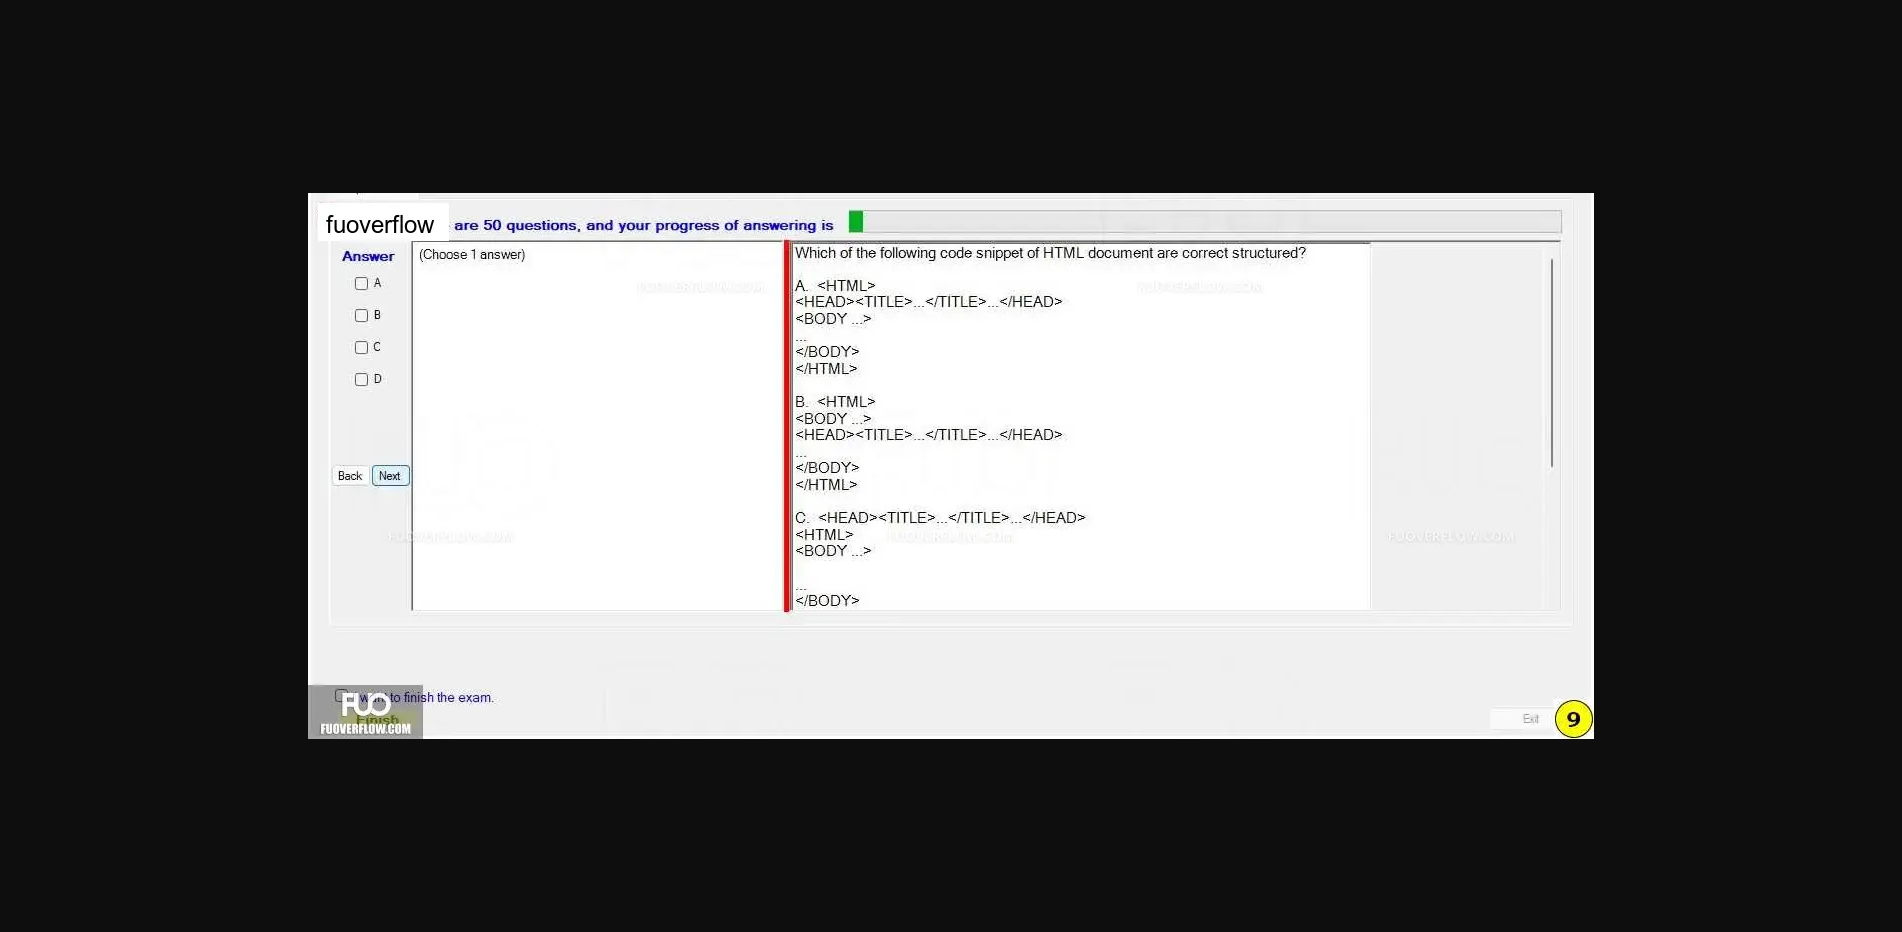 fuoverflow are 50 questions, and your progress of answering is
Answer
(Choose 1 answer)
A
B
C
D
Back Next
Which of the following code snippet of HTML document are correct structured?
A. <HTML>
<HEAD><TITLE>...</TITLE>...</HEAD>
<BODY ...>
...
</BODY>
</HTML>
B. <HTML>
<BODY ...>
<HEAD><TITLE>...</TITLE>...</HEAD>
...
</BODY>
</HTML>
C. <HEAD><TITLE>...</TITLE>...</HEAD>
<HTML>
<BODY ...>
...
</BODY>
FUOVERFLOW.COM
FUOVERFLOW.COM
FUOVERFLOW.COM
FUOVERFLOW.COM
FUOVERFLOW.COM
I want to finish the exam.
Finish
FUO
FUOVERFLOW.COM
Exit
9